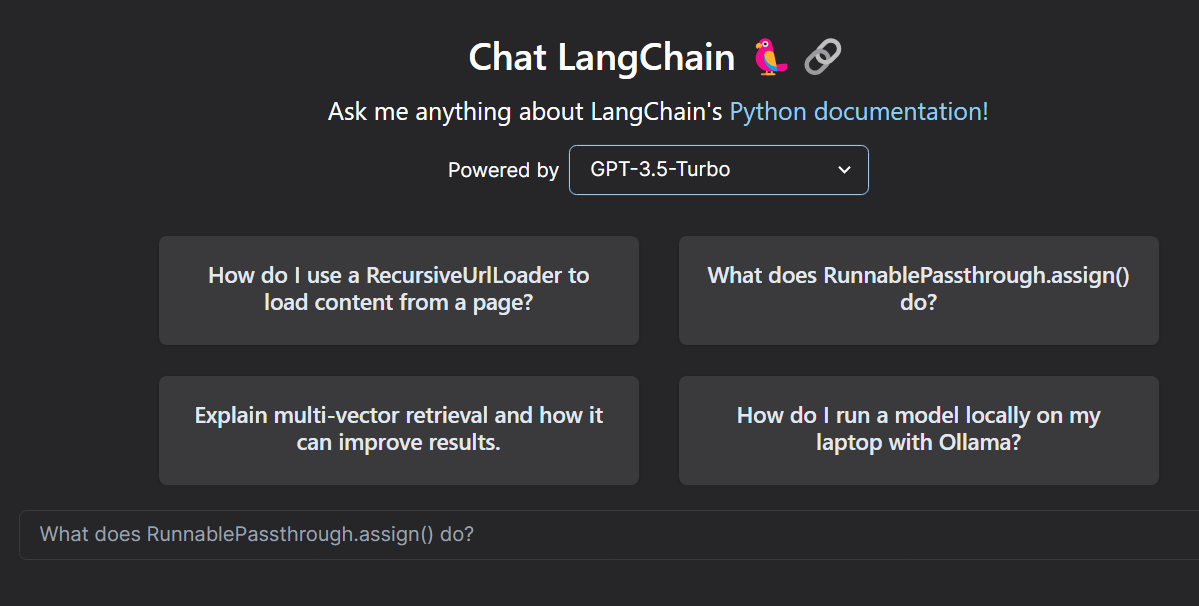 Chat LangChain 🦜 🔗
Ask me anything about LangChain's Python documentation!
Powered by GPT-3.5-Turbo
How do I use a RecursiveUrlLoader to
load content from a page?
What does RunnablePassthrough.assign()
do?
Explain multi-vector retrieval and how it
can improve results.
How do I run a model locally on my
laptop with Ollama?
What does RunnablePassthrough.assign() do?